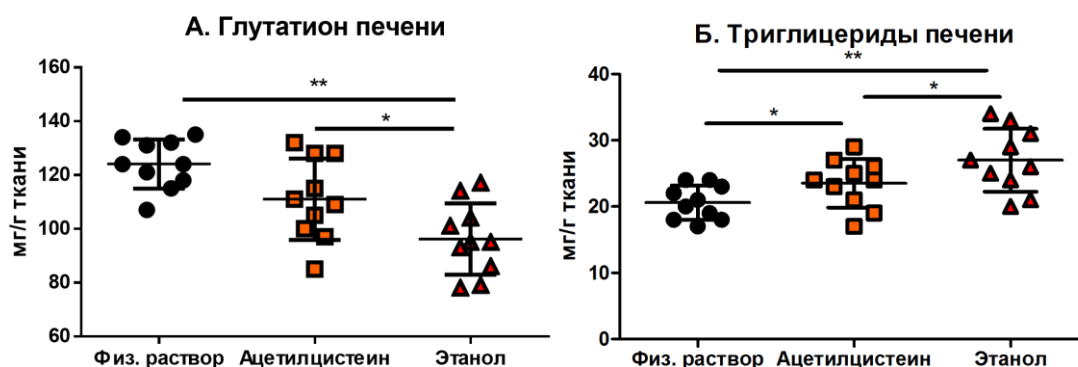 А. Глутатион печени
мг/г ткани
160
140
120
100
80
60
**
*
Физ. раствор Ацетилцистеин Этанол
Б. Триглицериды печени
мг/г ткани
40
30
20
10
0
**
*
*
Физ. раствор Ацетилцистеин Этанол